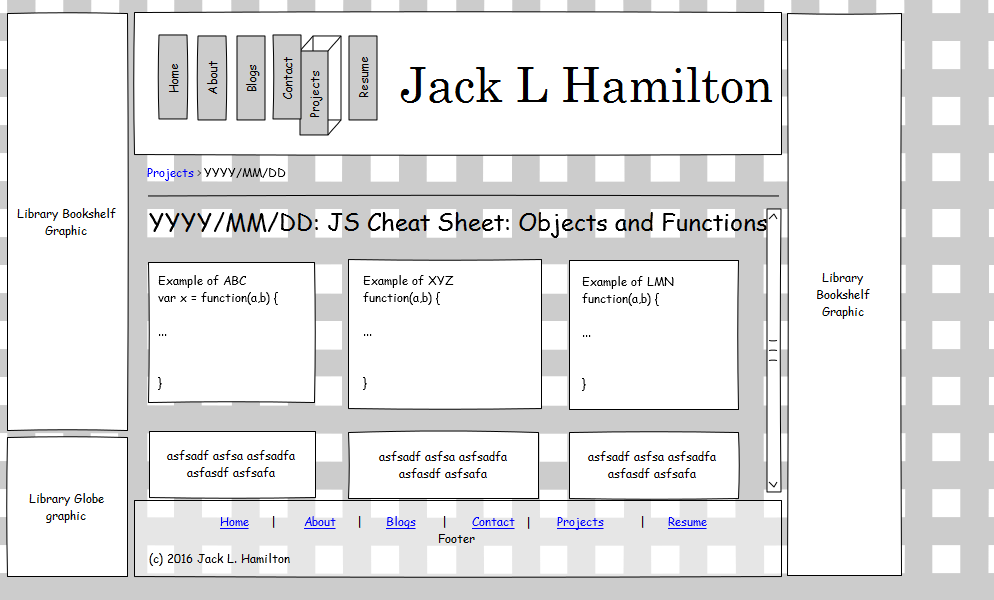 Home
About
Blogs
Contact
Projects
Resume
Jack L Hamilton
Projects > YYYY/MM/DD
Library Bookshelf
Graphic
YYYY/MM/DD: JS Cheat Sheet: Objects and Functions
Example of ABC
var x = function(a,b) {
...
}
Example of XYZ
function(a,b) {
...
}
Example of LMN
function(a,b) {
...
}
Library
Bookshelf
Graphic
asfsadf asfsa asfsadfa
asfasdf asfsafa
asfsadf asfsa asfsadfa
asfasdf asfsafa
asfsadf asfsa asfsadfa
asfasdf asfsafa
Library Globe
graphic
Home | About | Blogs | Contact | Projects | Resume
Footer
(c) 2016 Jack L. Hamilton